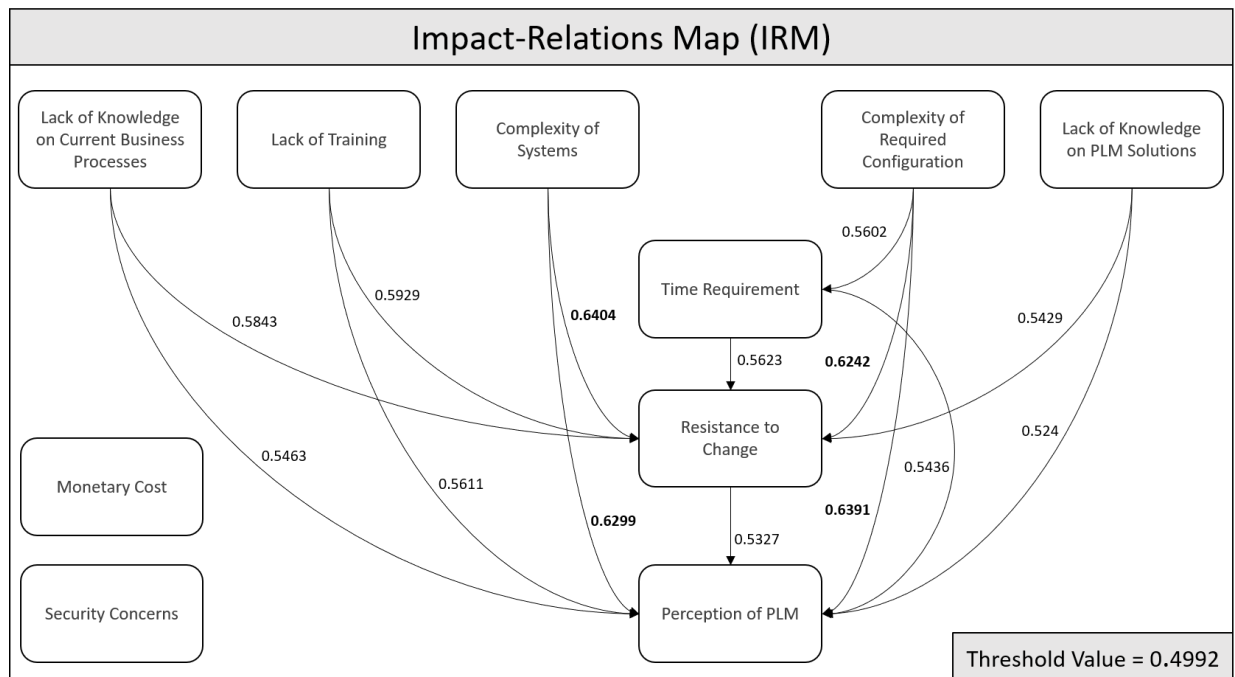 Impact-Relations Map (IRM)
Lack of Knowledge
on Current Business
Processes
Lack of Training
Complexity of
Systems
Complexity of
Required
Configuration
Lack of Knowledge
on PLM Solutions
0.5602
Time Requirement
0.5929
0.6404
0.5843
0.5429
0.5623
0.6242
Resistance to
Change
0.524
0.5463
0.5436
0.5611
Monetary Cost
0.6299
0.6391
0.5327
Security Concerns
Perception of PLM
Threshold Value = 0.4992